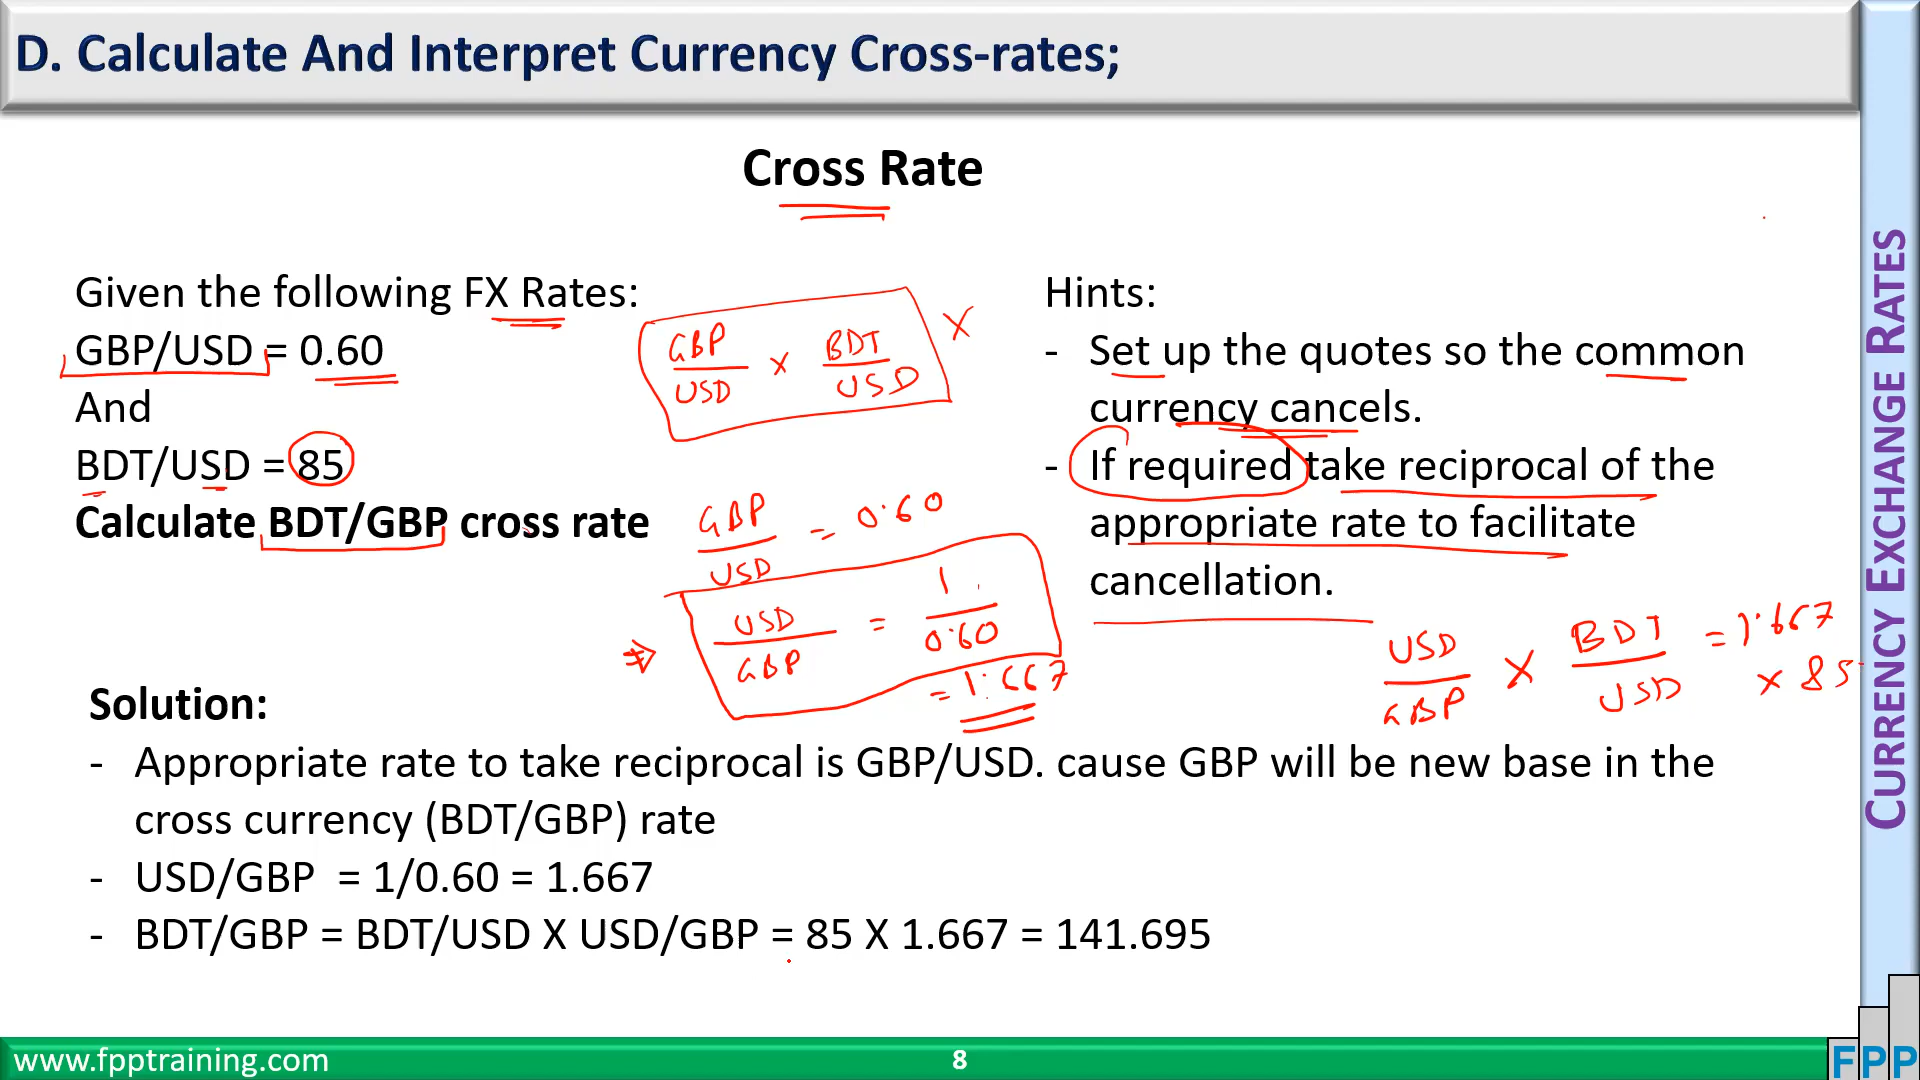 D. Calculate And Interpret Currency Cross-rates;
Cross Rate
Given the following FX Rates:
GBP/USD = 0.60
And
BDT/USD = 85
Calculate BDT/GBP cross rate
GBP/USD × BDT/USD ×
GBP/USD = 0.60
USD/GBP = 1/0.60
= 1.667
Hints:
- Set up the quotes so the common
currency cancels.
- If required take reciprocal of the
appropriate rate to facilitate
cancellation.
USD/GBP × BDT/USD = 1.667
× 85
Solution:
- Appropriate rate to take reciprocal is GBP/USD. cause GBP will be new base in the
cross currency (BDT/GBP) rate
- USD/GBP = 1/0.60 = 1.667
- BDT/GBP = BDT/USD X USD/GBP = 85 X 1.667 = 141.695
CURRENCY EXCHANGE RATES
www.fpptraining.com
8
FPP